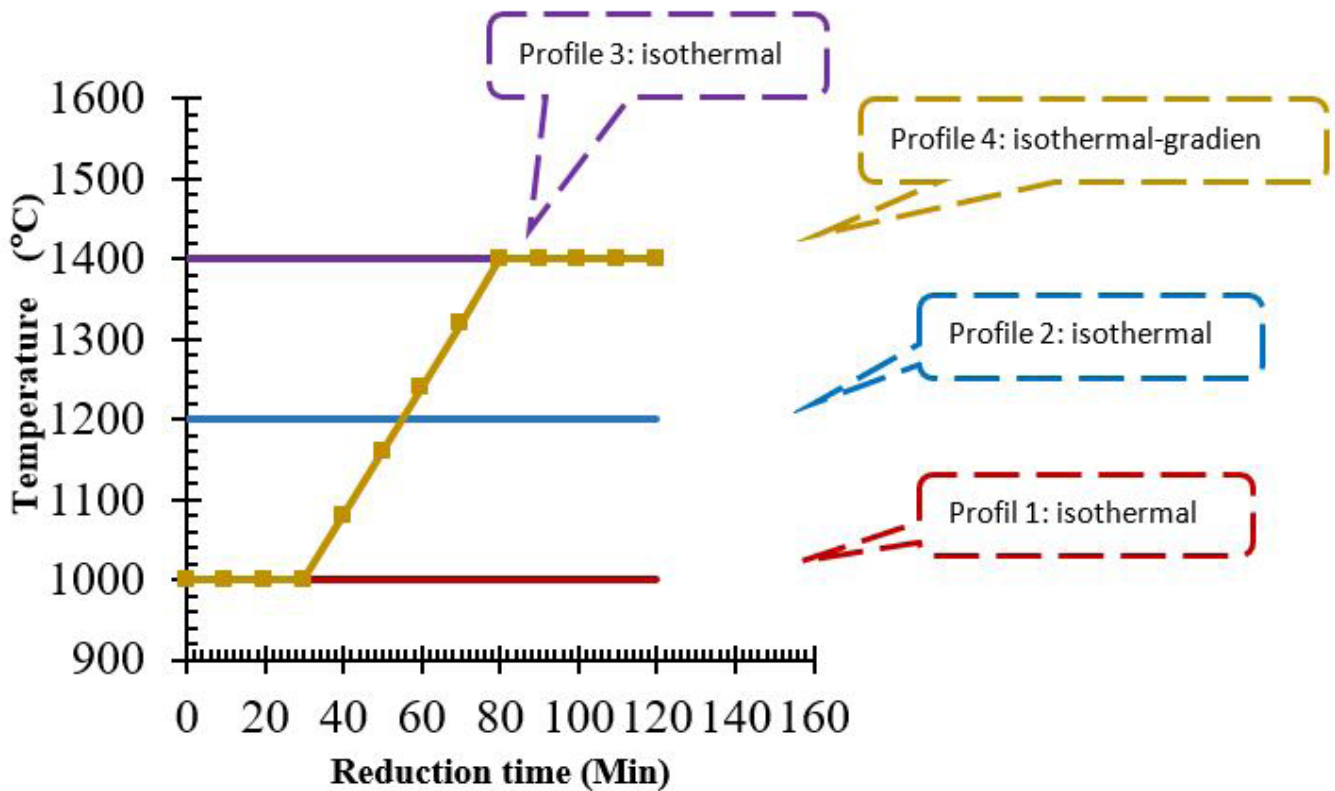 Profile 3: isothermal
Profile 4: isothermal-gradien
Profile 2: isothermal
Profil 1: isothermal
Temperature (°C)
1600
1500
1400
1300
1200
1100
1000
900
0 20 40 60 80 100 120 140 160
Reduction time (Min)